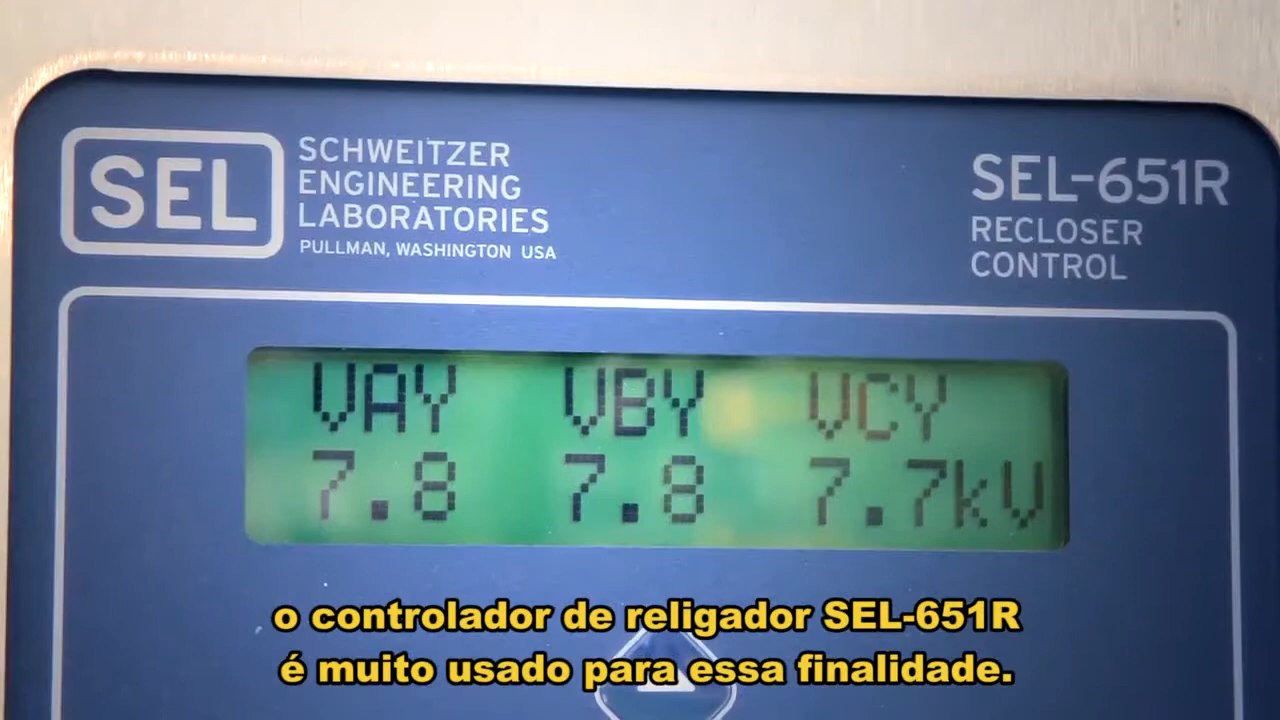 SEL
SCHWEITZER
ENGINEERING
LABORATORIES
PULLMAN, WASHINGTON USA
SEL-651R
RECLOSER
CONTROL
VAY VBY VCY
7.8 7.8 7.7kV
o controlador de religador SEL-651R
é muito usado para essa finalidade.